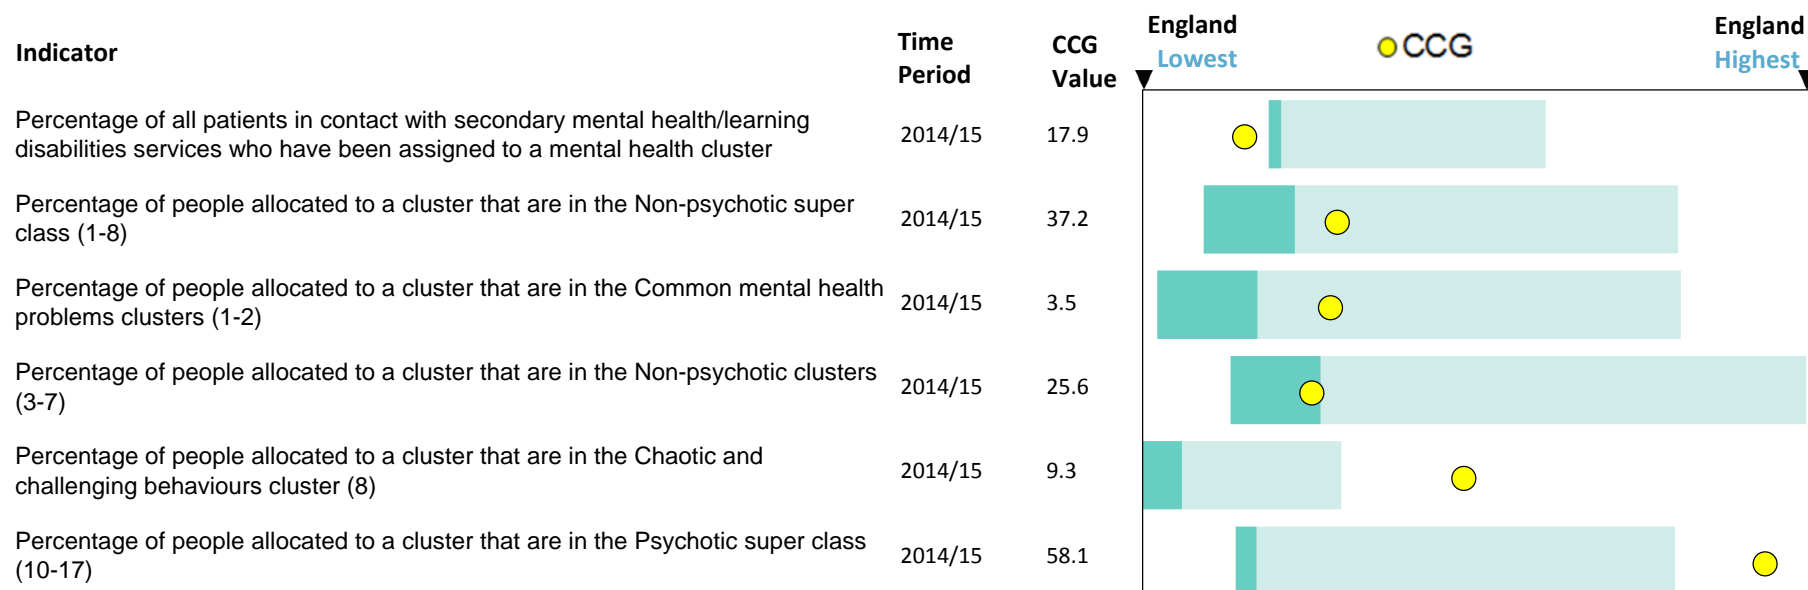 Indicator
Time
Period
CCG
Value
England
Lowest
CCG
England
Highest
Percentage of all patients in contact with secondary mental health/learning
disabilities services who have been assigned to a mental health cluster
2014/15
17.9
Percentage of people allocated to a cluster that are in the Non-psychotic super
class (1-8)
2014/15
37.2
Percentage of people allocated to a cluster that are in the Common mental health
problems clusters (1-2)
2014/15
3.5
Percentage of people allocated to a cluster that are in the Non-psychotic clusters
(3-7)
2014/15
25.6
Percentage of people allocated to a cluster that are in the Chaotic and
challenging behaviours cluster (8)
2014/15
9.3
Percentage of people allocated to a cluster that are in the Psychotic super class
(10-17)
2014/15
58.1